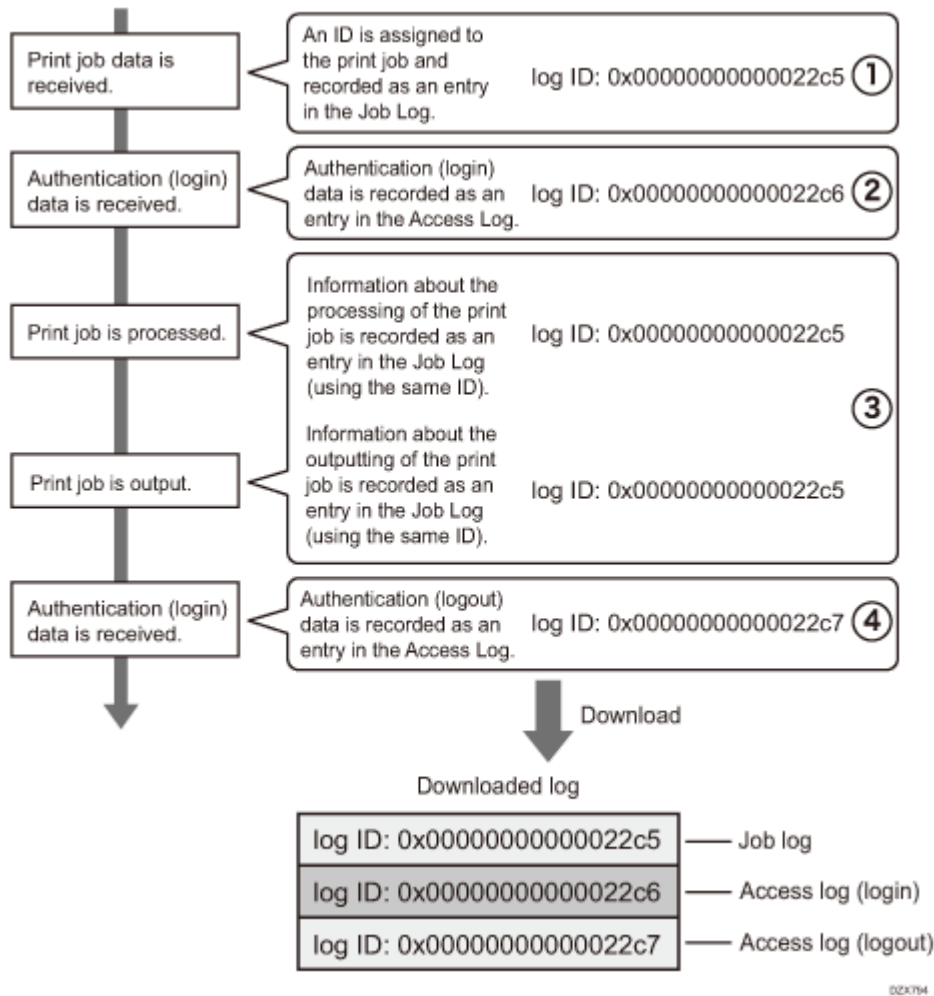 Print job data is
received.
An ID is assigned to
the print job and
recorded as an entry
in the Job Log.
log ID: 0x00000000000022c5 ①
Authentication (login)
data is received.
Authentication (login)
data is recorded as an
entry in the Access Log.
log ID: 0x00000000000022c6 ②
Print job is processed.
Information about the
processing of the print
job is recorded as an
entry in the Job Log
(using the same ID).
log ID: 0x00000000000022c5
③
Print job is output.
Information about the
outputting of the print
job is recorded as an
entry in the Job Log
(using the same ID).
log ID: 0x00000000000022c5
Authentication (login)
data is received.
Authentication (logout)
data is recorded as an
entry in the Access Log.
log ID: 0x00000000000022c7 ④
Download
Downloaded log
log ID: 0x00000000000022c5
Job log
log ID: 0x00000000000022c6
Access log (login)
log ID: 0x00000000000022c7
Access log (logout)
DZX794